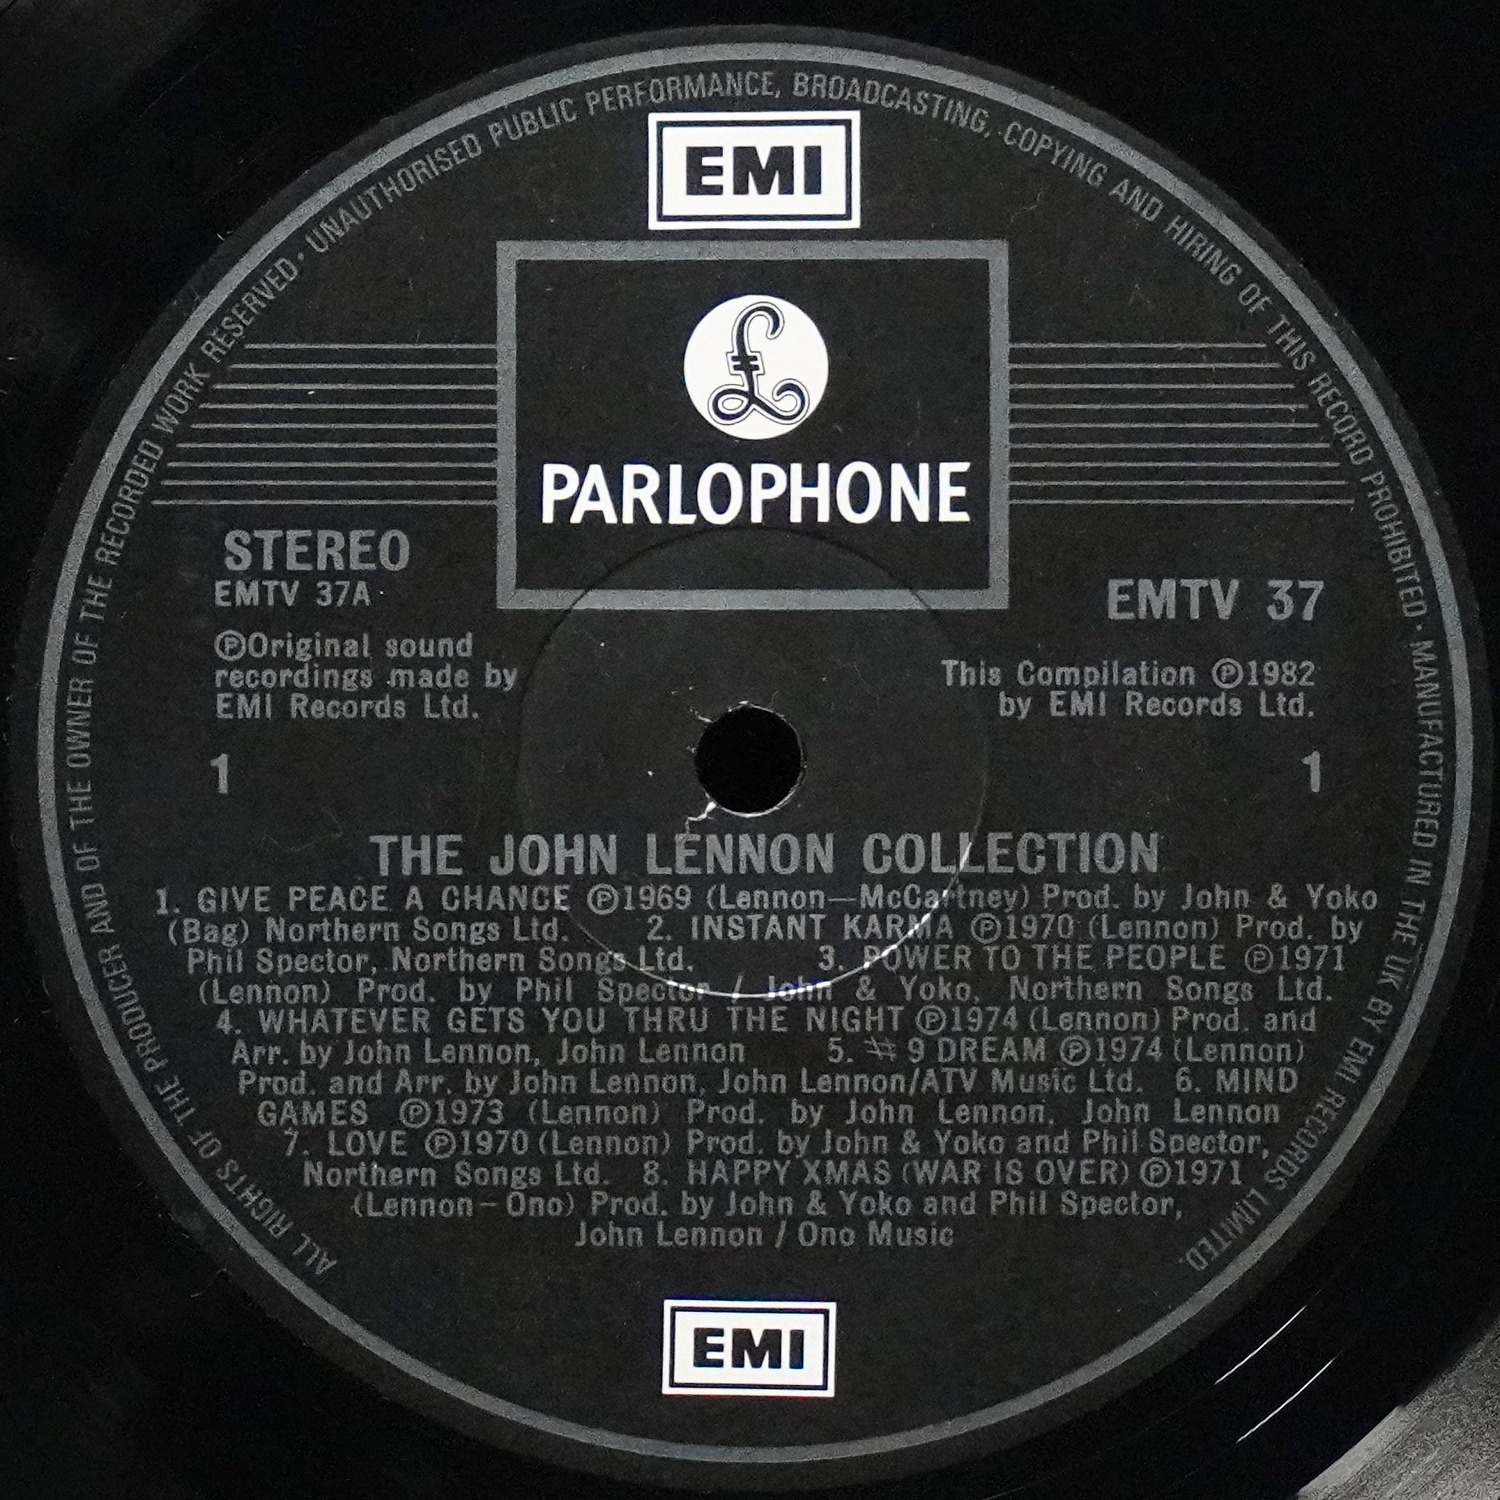 ALL RIGHTS OF THE PRODUCER AND OF THE OWNER OF THE RECORDED WORK RESERVED · UNAUTHORISED PUBLIC PERFORMANCE, BROADCASTING, COPYING AND HIRING OF THIS RECORD PROHIBITED · MANUFACTURED IN THE UK BY EMI RECORDS LIMITED.
EMI
£
PARLOPHONE
STEREO
EMTV 37A
℗Original sound
recordings made by
EMI Records Ltd.
1
EMTV 37
This Compilation ℗1982
by EMI Records Ltd.
1
THE JOHN LENNON COLLECTION
1. GIVE PEACE A CHANCE ℗1969 (Lennon—McCartney) Prod. by John & Yoko
(Bag) Northern Songs Ltd. 2. INSTANT KARMA ℗1970 (Lennon) Prod. by
Phil Spector, Northern Songs Ltd. 3. POWER TO THE PEOPLE ℗1971
(Lennon) Prod. by Phil Spector / John & Yoko, Northern Songs Ltd.
4. WHATEVER GETS YOU THRU THE NIGHT ℗1974 (Lennon) Prod. and
Arr. by John Lennon, John Lennon 5. # 9 DREAM ℗1974 (Lennon)
Prod. and Arr. by John Lennon, John Lennon/ATV Music Ltd. 6. MIND
GAMES ℗1973 (Lennon) Prod. by John Lennon, John Lennon
7. LOVE ℗1970 (Lennon) Prod. by John & Yoko and Phil Spector,
Northern Songs Ltd. 8. HAPPY XMAS (WAR IS OVER) ℗1971
(Lennon—Ono) Prod. by John & Yoko and Phil Spector,
John Lennon / Ono Music
EMI